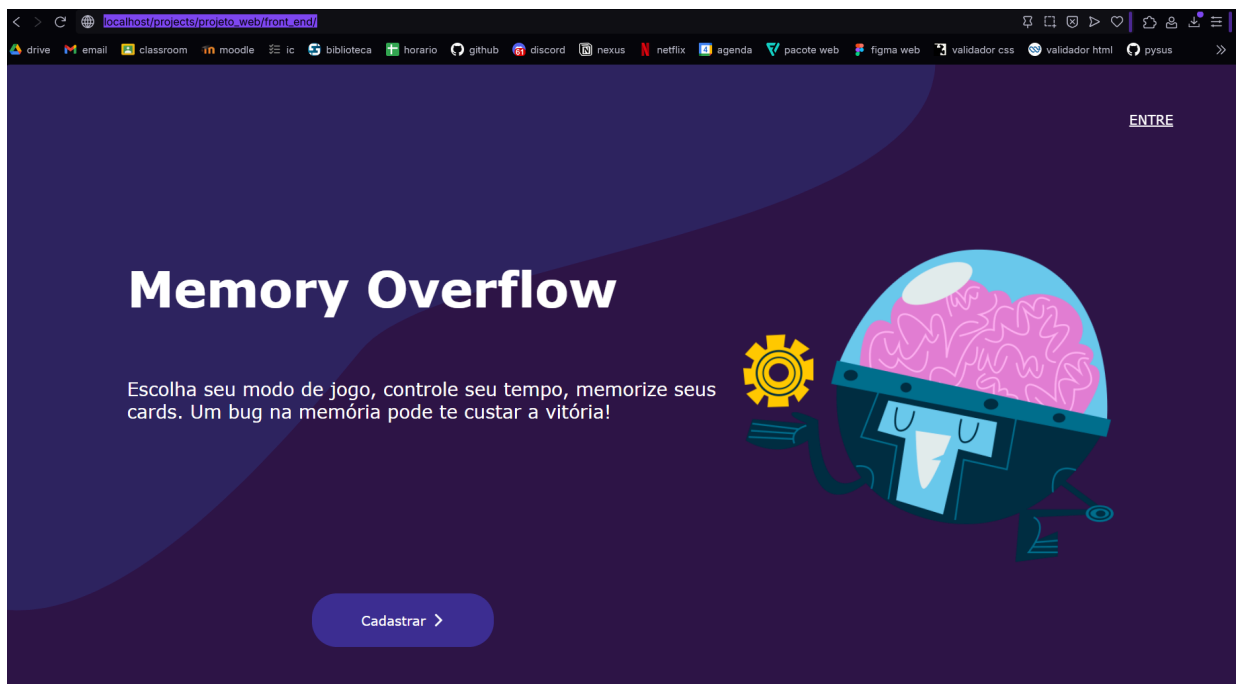 localhost/projects/projeto_web/front_end/
drive email classroom moodle ic biblioteca horario github 61 discord nexus netflix 4 agenda pacote web figma web validador css validador html pysus
ENTRE
Memory Overflow
Escolha seu modo de jogo, controle seu tempo, memorize seus
cards. Um bug na memória pode te custar a vitória!
Cadastrar